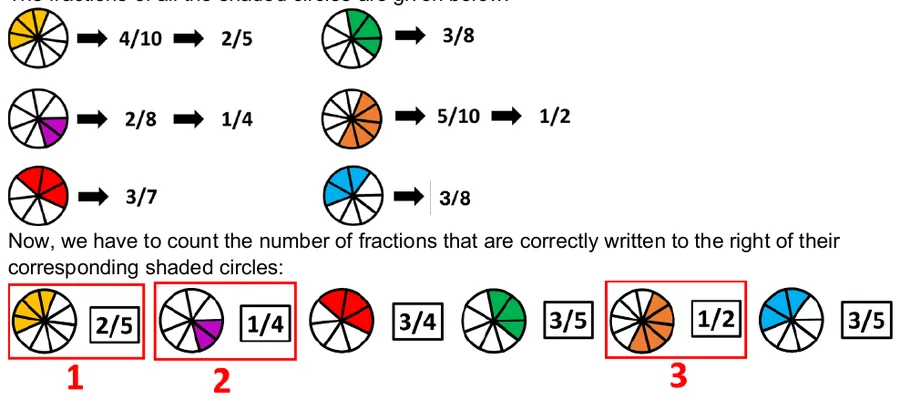 The fractions of all the shaded circles are given below:
4/10 2/5 3/8
2/8 1/4 5/10 1/2
3/7 3/8
Now, we have to count the number of fractions that are correctly written to the right of their
corresponding shaded circles:
2/5 1/4 3/4 3/5 1/2 3/5
1 2 3